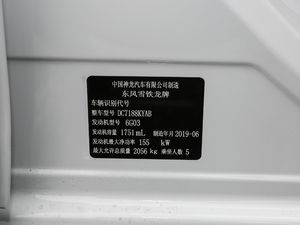 中国神龙汽车有限公司制造
东风雪铁龙牌
车辆识别代号
整车型号 DC7188KYAB
发动机型号 6G03
发动机排量 1751mL 制造年月 2019-06
发动机最大净功率 155 kW
最大允许总质量 2056 kg 乘坐人数 5